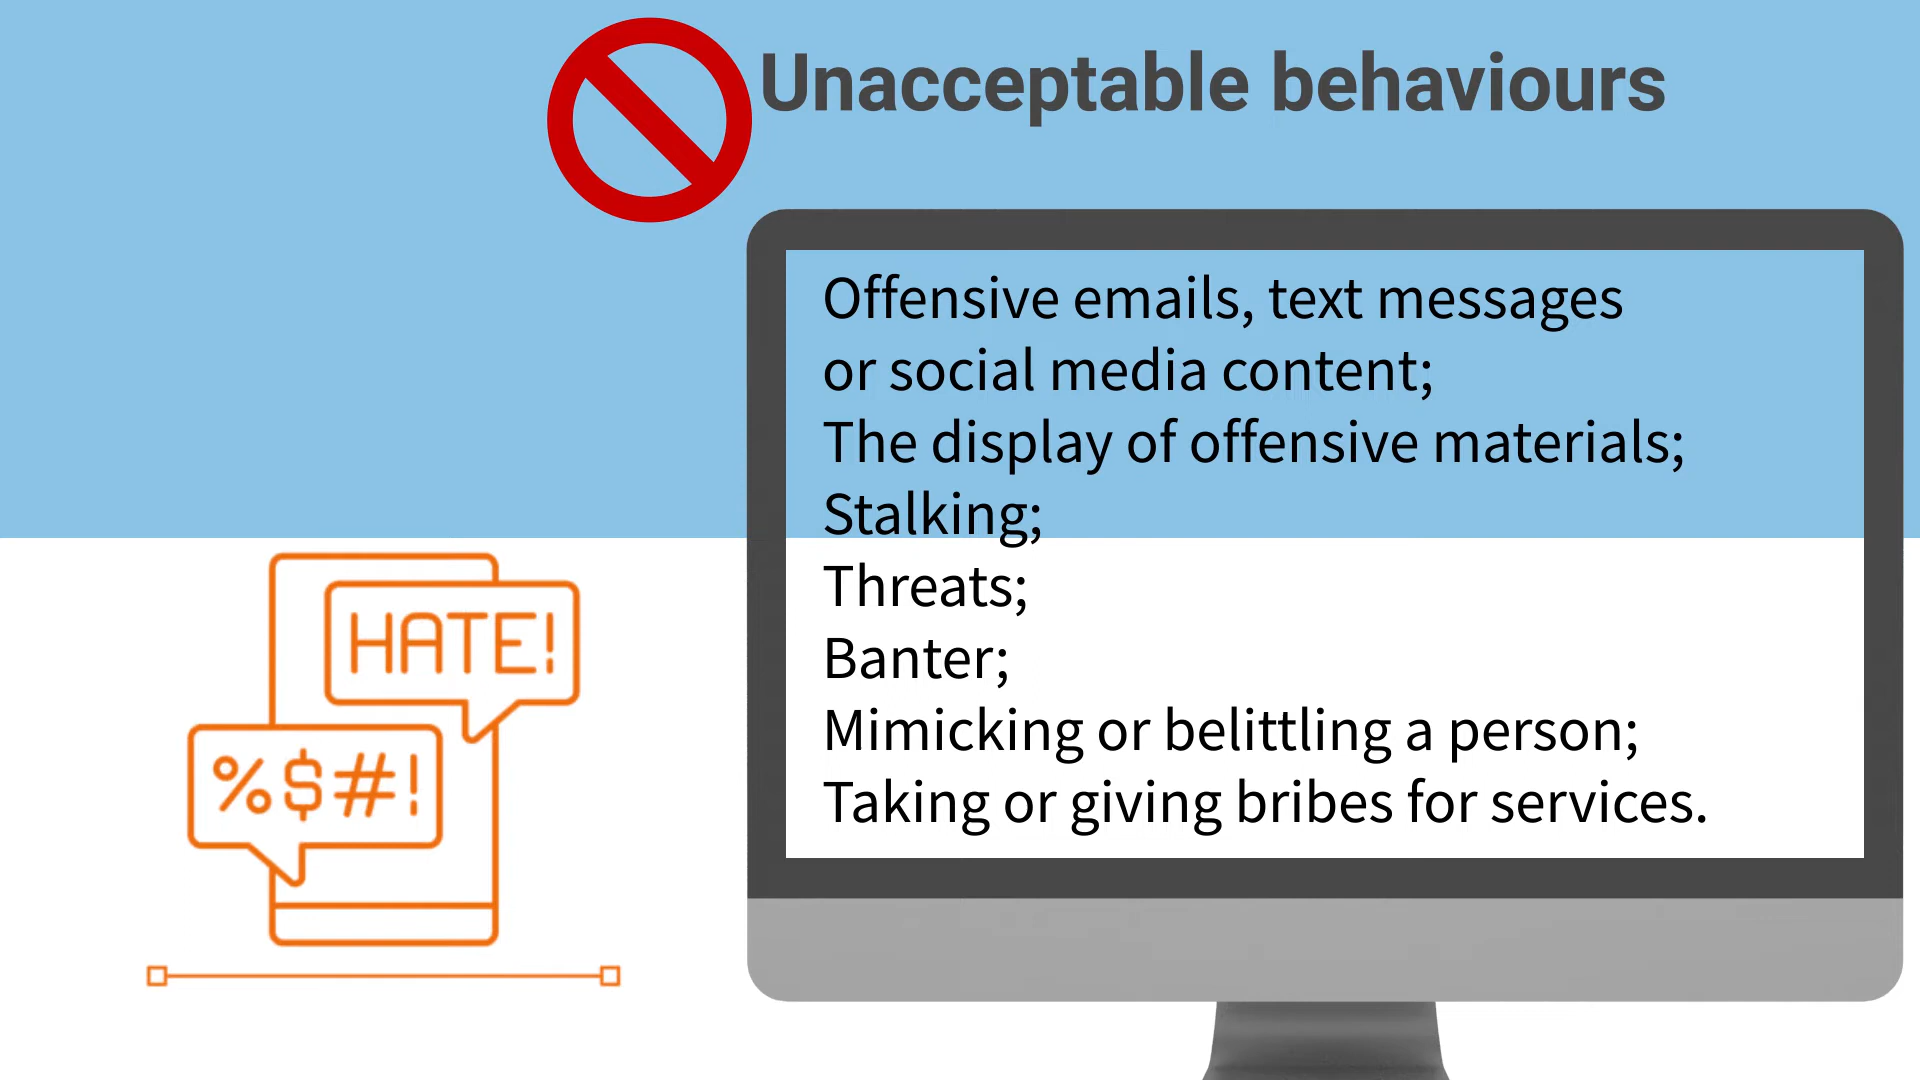 Unacceptable behaviours
Offensive emails, text messages
or social media content;
The display of offensive materials;
Stalking;
Threats;
Banter;
Mimicking or belittling a person;
Taking or giving bribes for services.
HATE!
%$#!